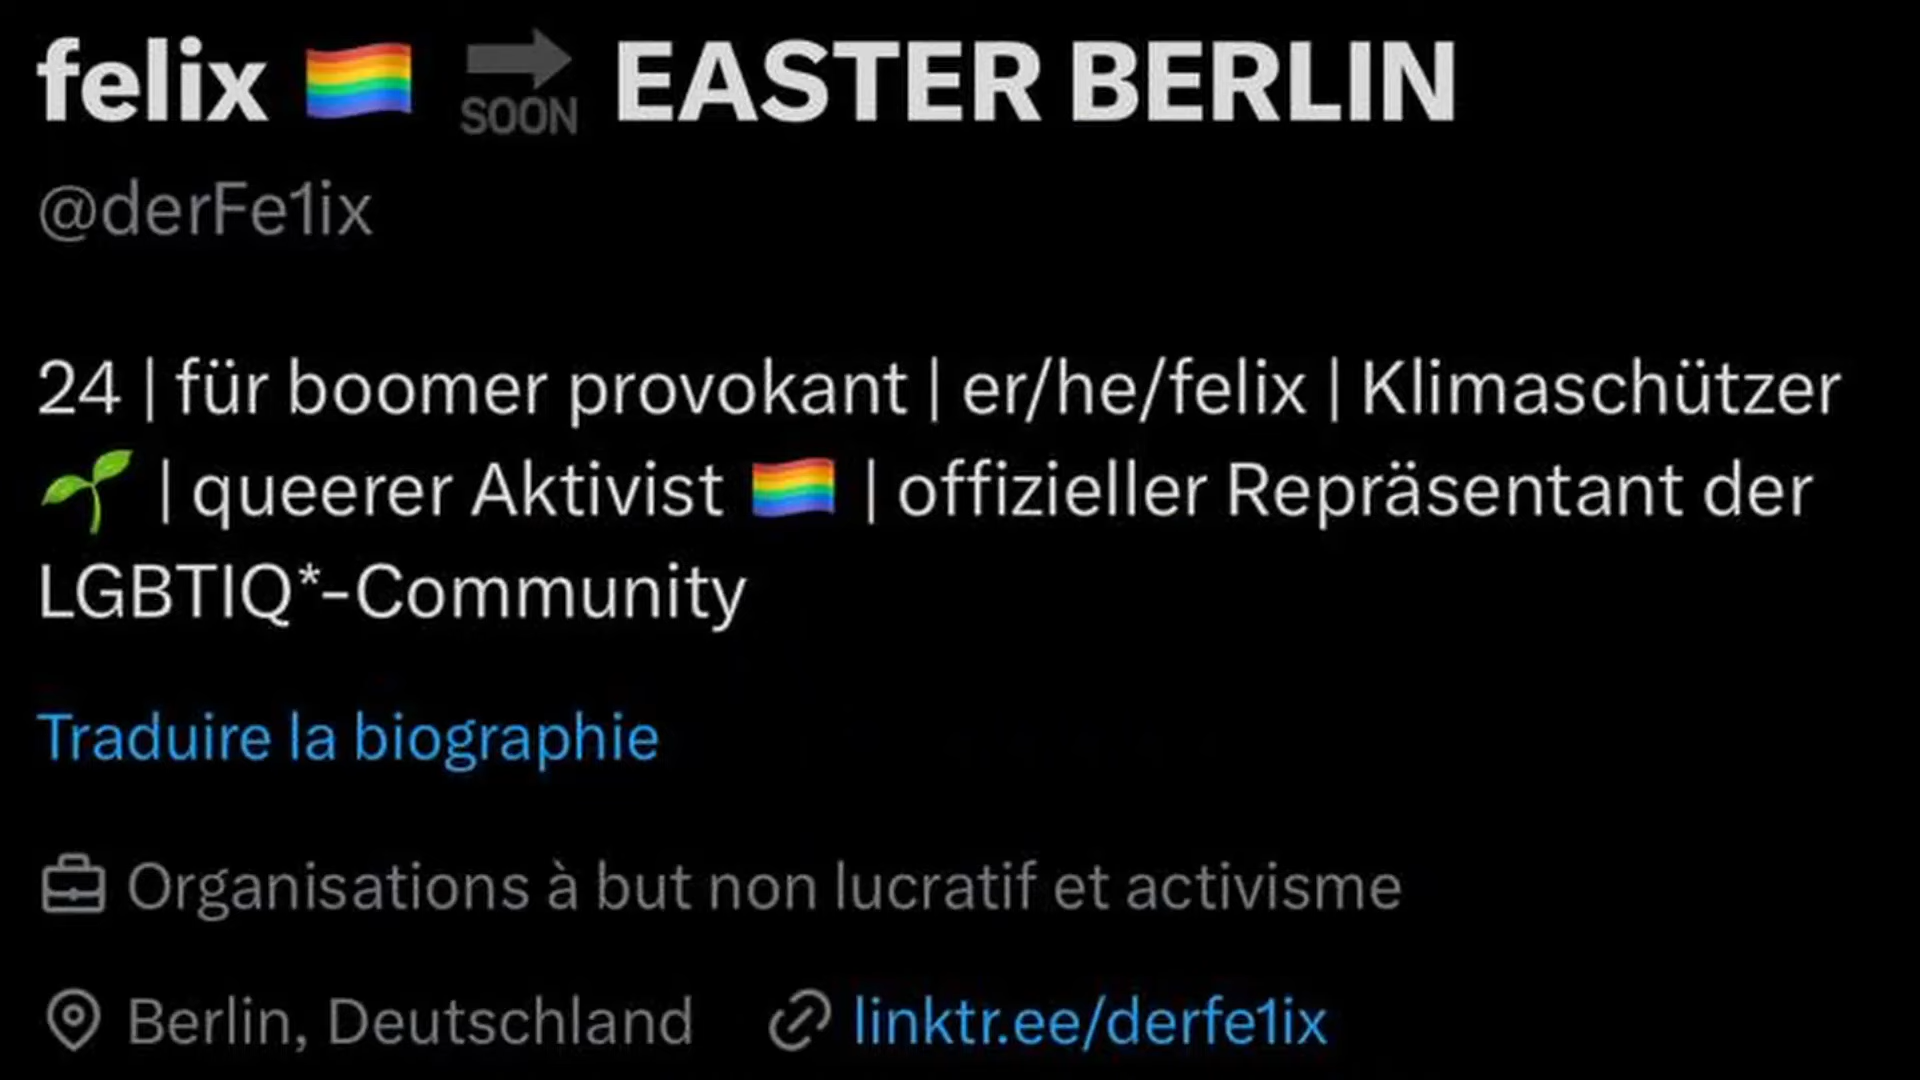 felix 🏳️‍🌈 🔜 EASTER BERLIN
@derFe1ix
24 | für boomer provokant | er/he/felix | Klimaschützer
🌱 | queerer Aktivist 🏳️‍🌈 | offizieller Repräsentant der
LGBTIQ*-Community
Traduire la biographie
Organisations à but non lucratif et activisme
Berlin, Deutschland linktr.ee/derfe1ix